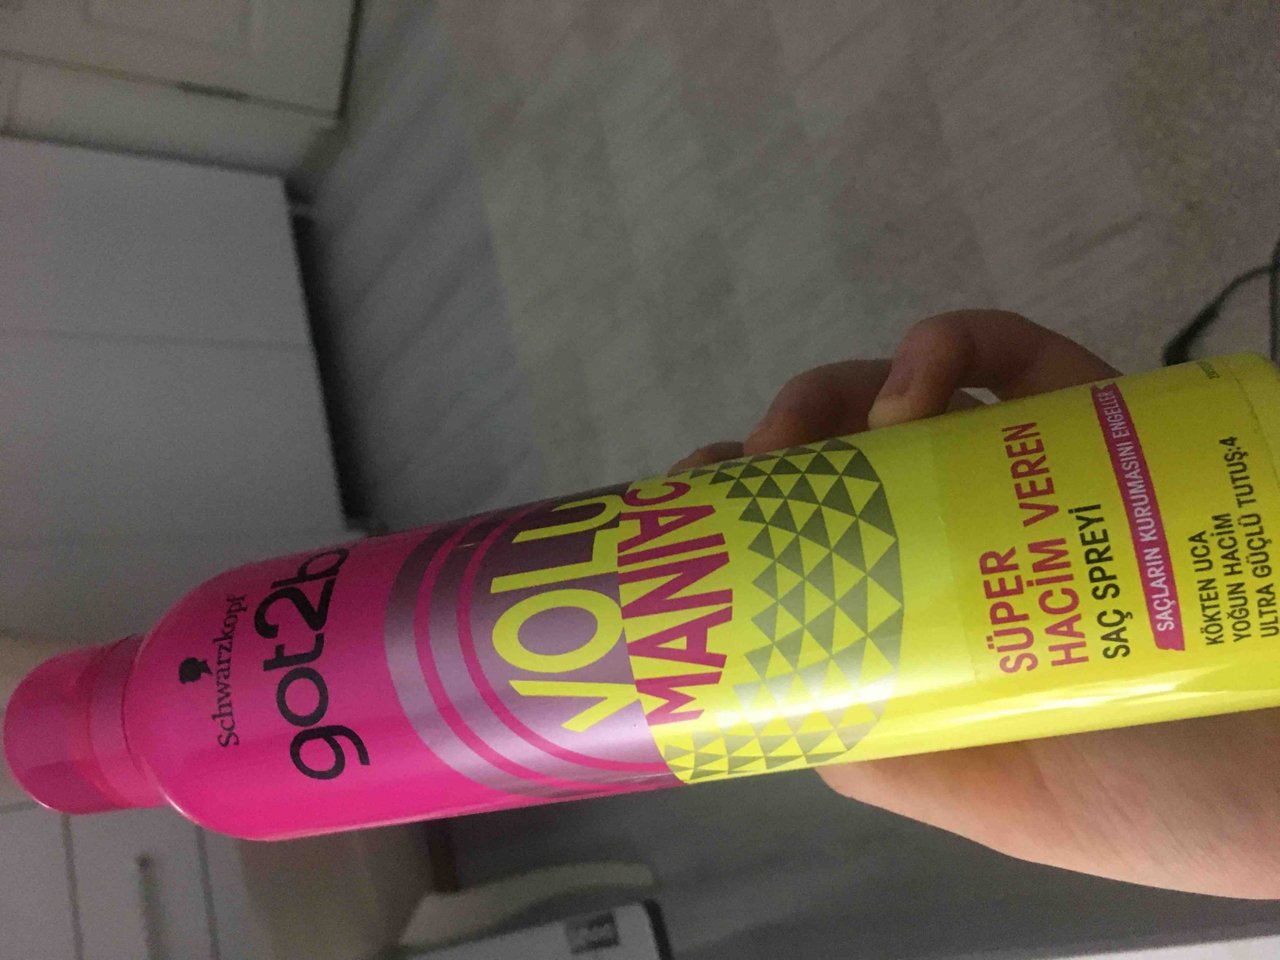 Schwarzkopf
got2b
VOLU
MANIAC
SÜPER
HACİM VEREN
SAÇ SPREYİ
SAÇLARIN KURUMASINI ENGELLER
KÖKTEN UCA
YOĞUN HACİM
ULTRA GÜÇLÜ TUTUŞ:4